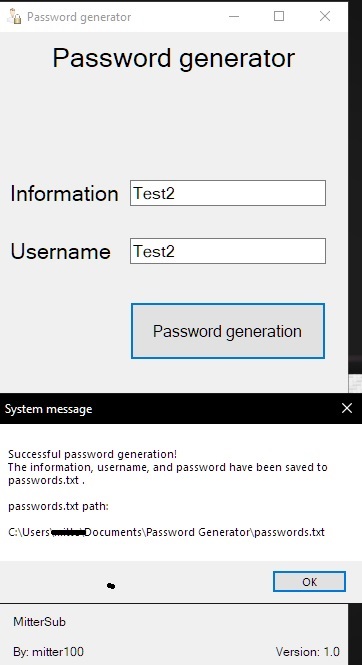 Password generator
Password generator
Information Test2
Username Test2
Password generation
System message
Successful password generation!
The information, username, and password have been saved to
passwords.txt .
passwords.txt path:
C:\Users\ \Documents\Password Generator\passwords.txt
OK
MitterSub
By: mitter100 Version: 1.0